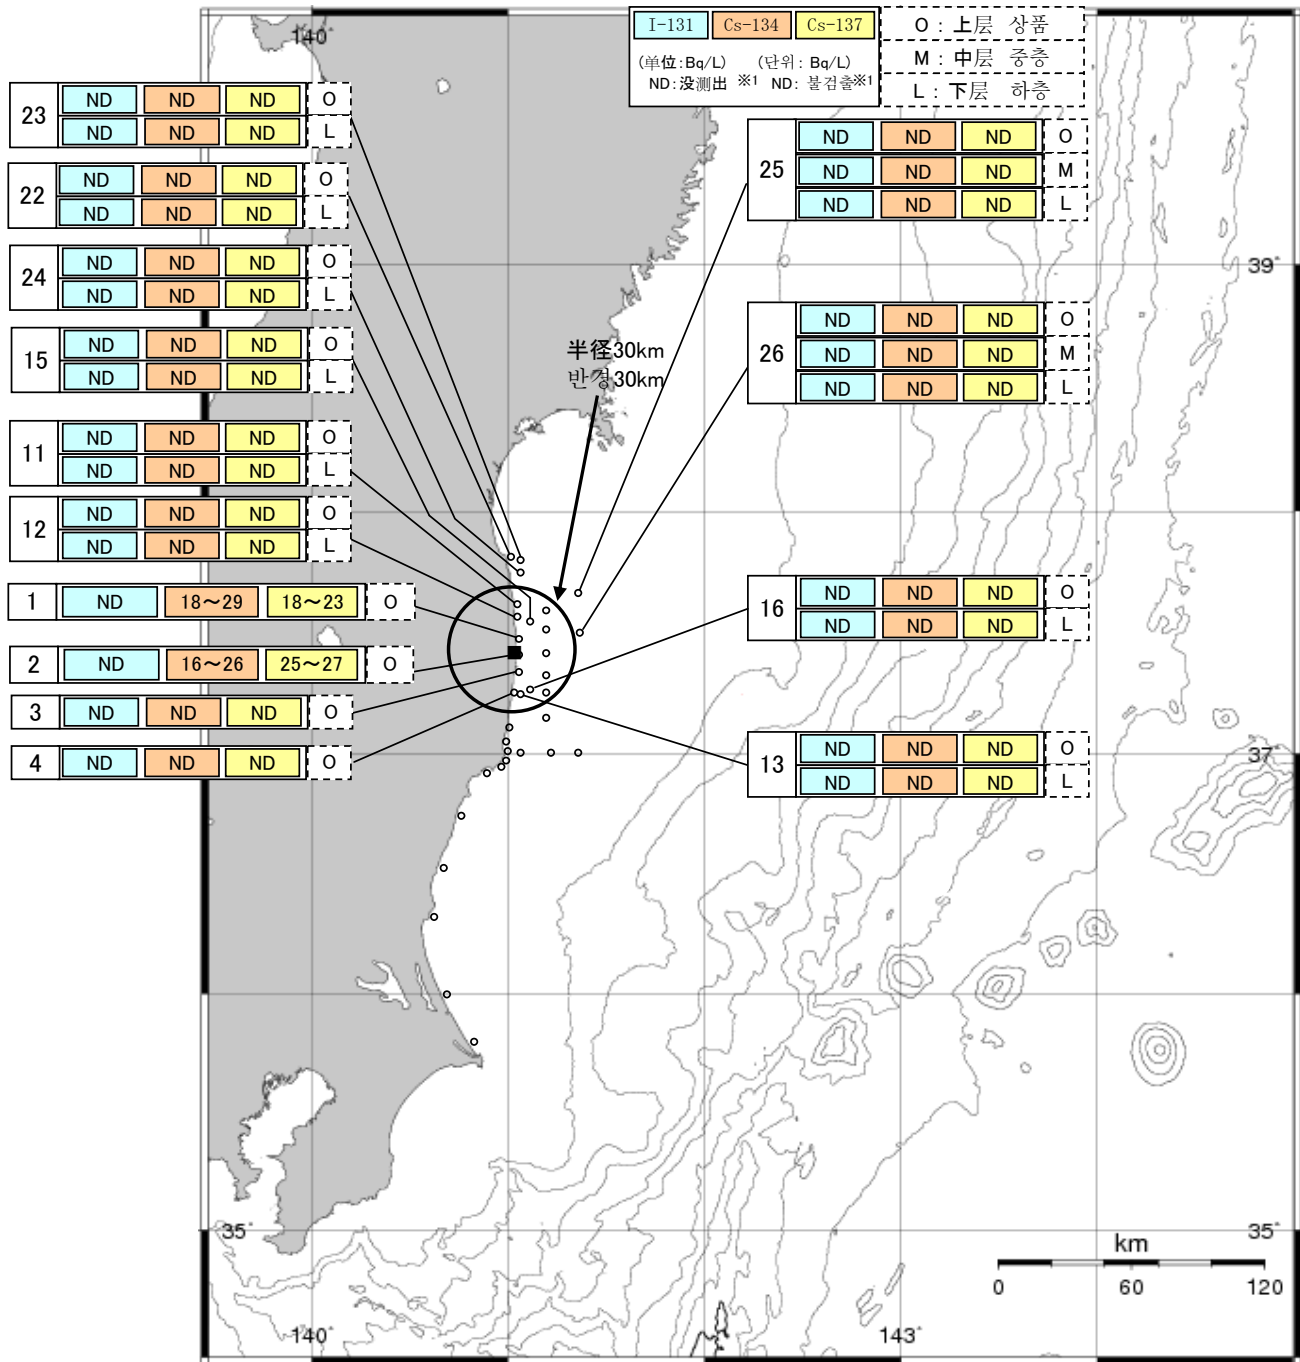 140°
I-131 Cs-134 Cs-137
(単位:Bq/L) (단위: Bq/L)
ND:没測出 ※1 ND: 불검출※1
O : 上层 상품
M : 中层 중층
L : 下层 하층
23 ND ND ND O
ND ND ND L
22 ND ND ND O
ND ND ND L
24 ND ND ND O
ND ND ND L
15 ND ND ND O
ND ND ND L
11 ND ND ND O
ND ND ND L
12 ND ND ND O
ND ND ND L
1 ND 18～29 18～23 O
2 ND 16～26 25～27 O
3 ND ND ND O
4 ND ND ND O
半径30km
반경30km
25 ND ND ND O
ND ND ND M
ND ND ND L
39°
26 ND ND ND O
ND ND ND M
ND ND ND L
16 ND ND ND O
ND ND ND L
37°
13 ND ND ND O
ND ND ND L
35°
35°
km
0 60 120
140°
143°